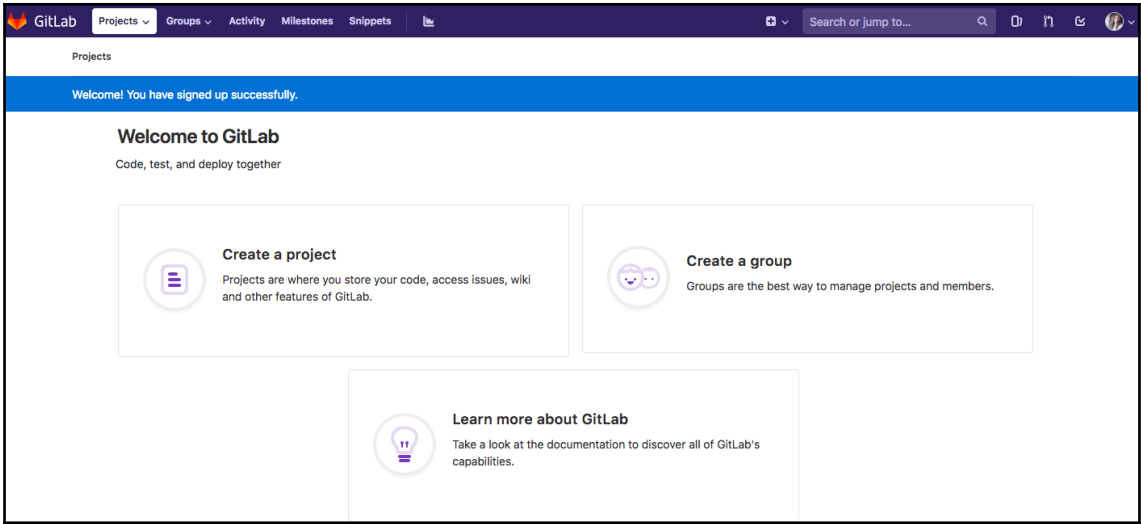 GitLab Projects Groups Activity Milestones Snippets Search or jump to...
Projects
Welcome! You have signed up successfully.
Welcome to GitLab
Code, test, and deploy together
Create a project
Projects are where you store your code, access issues, wiki
and other features of GitLab.
Create a group
Groups are the best way to manage projects and members.
Learn more about GitLab
Take a look at the documentation to discover all of GitLab's
capabilities.